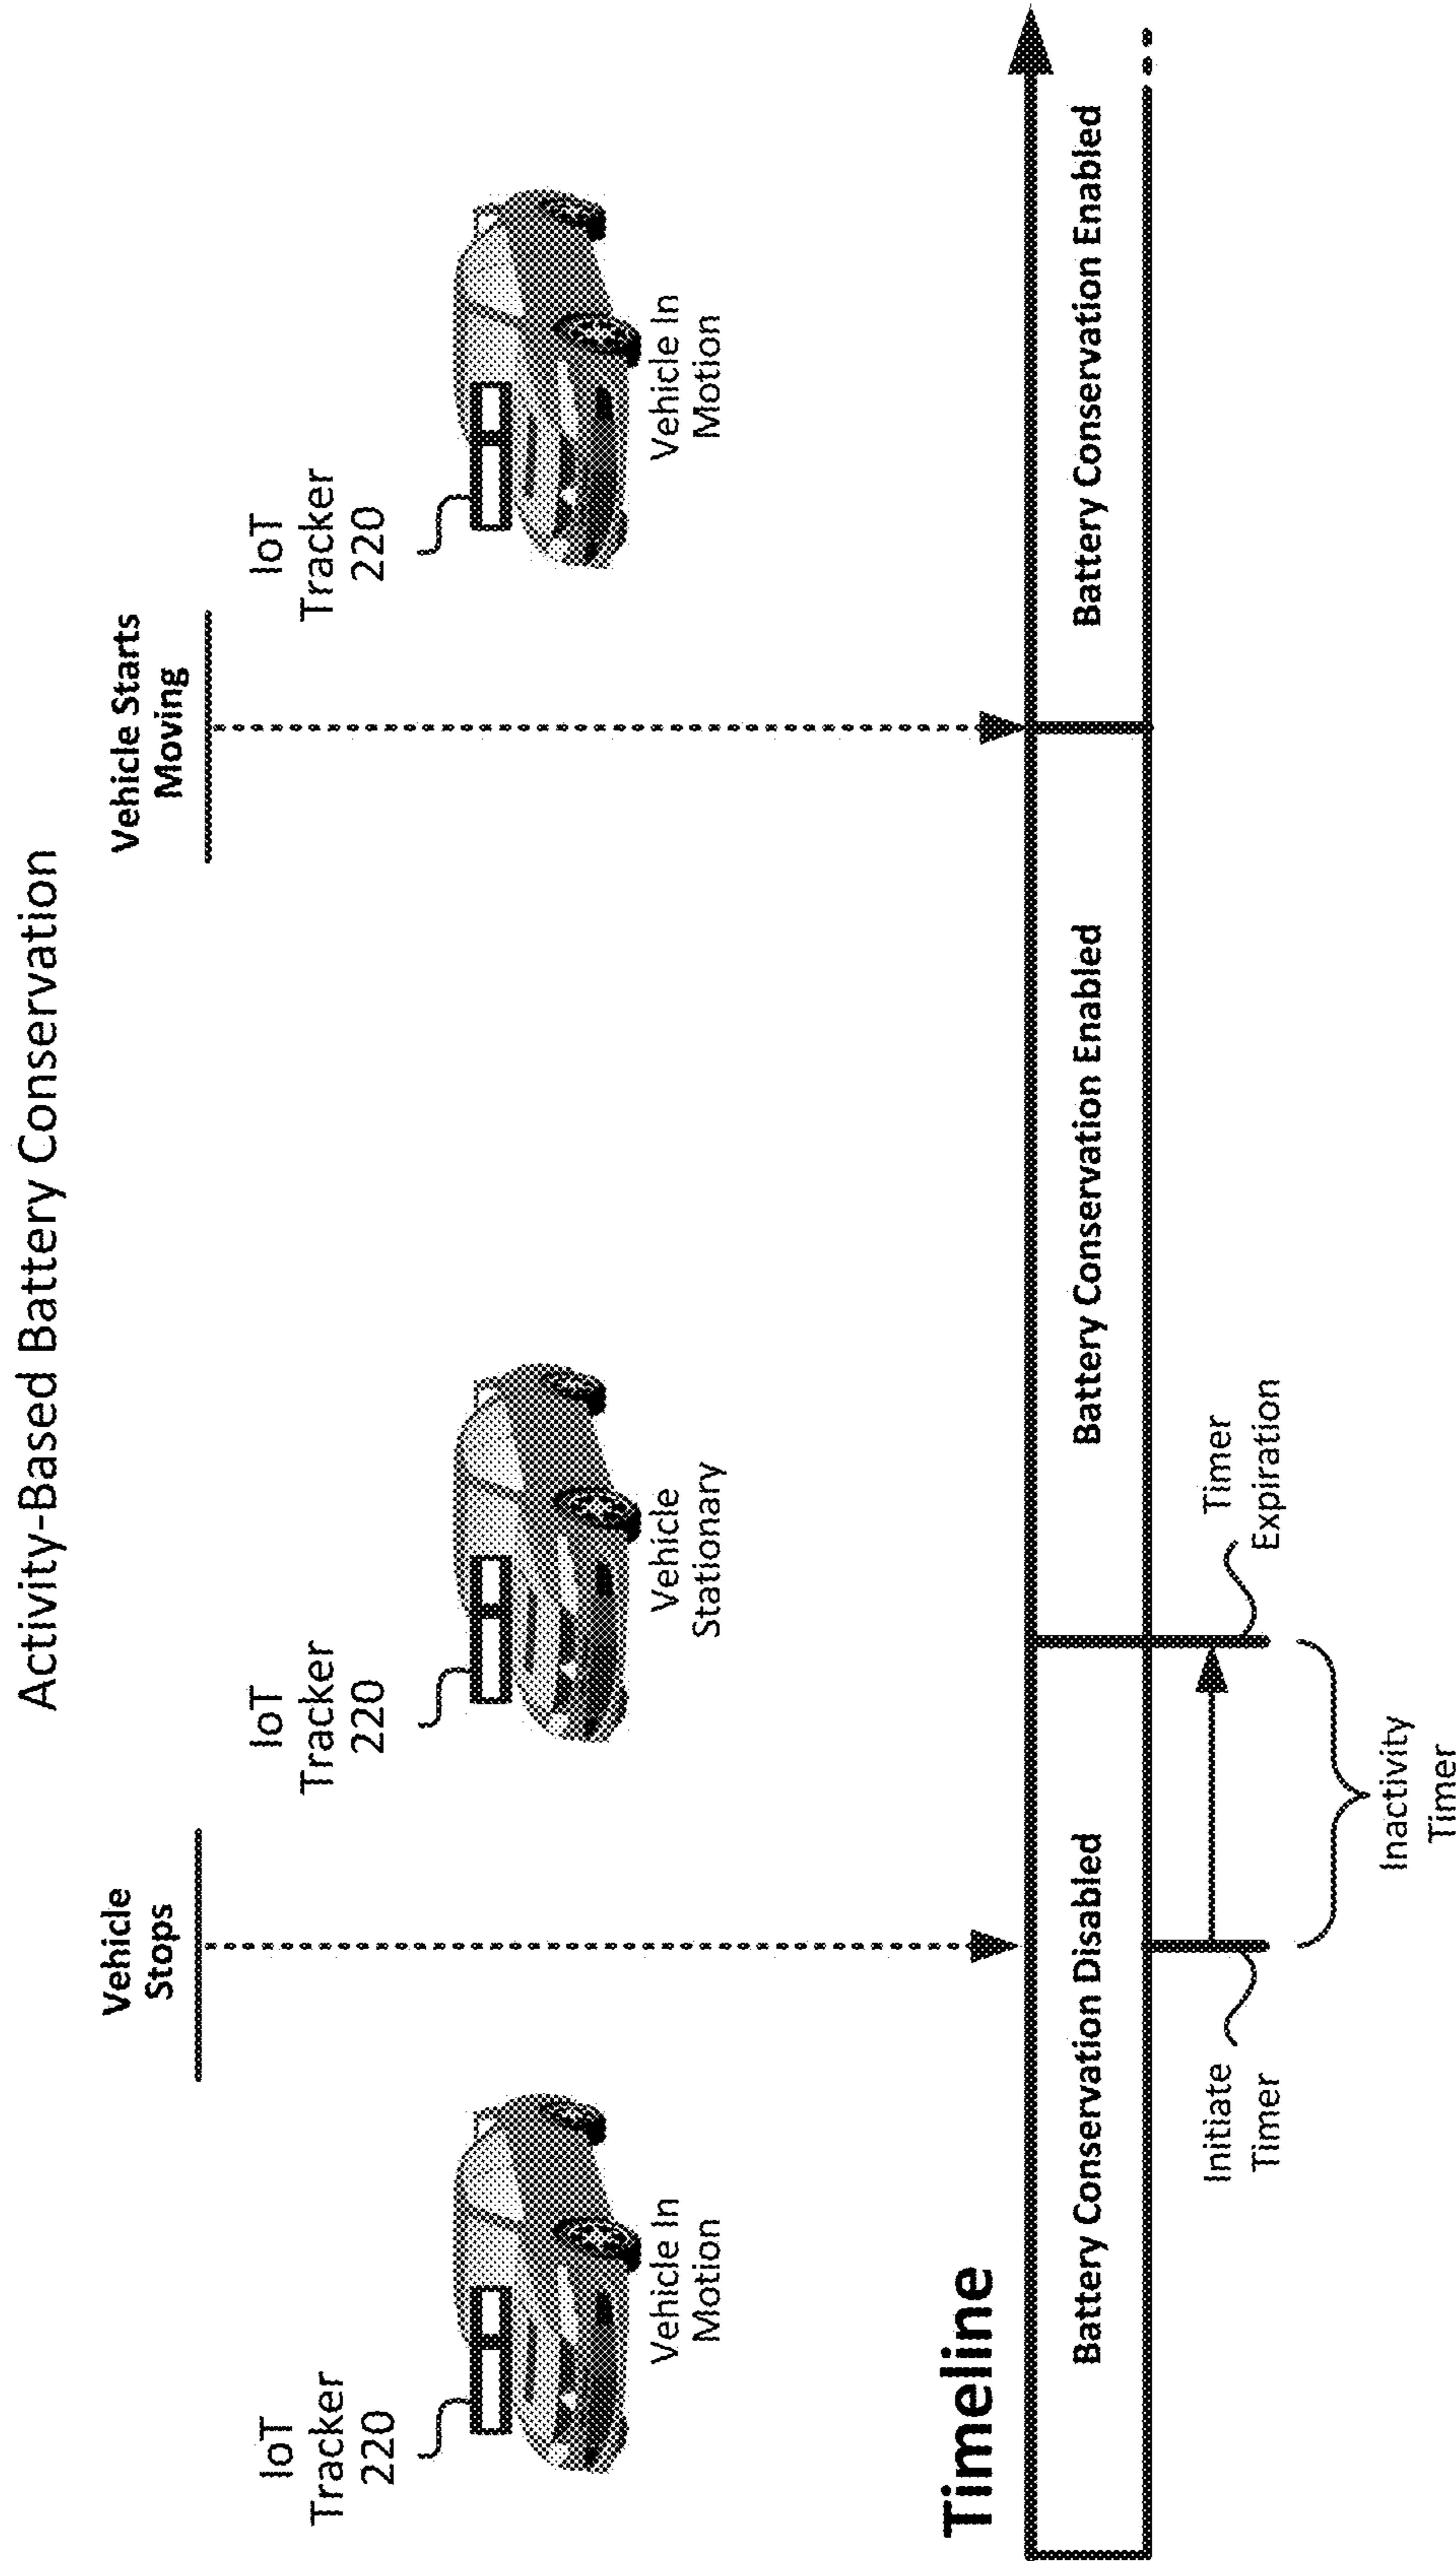 Activity-Based Battery Conservation
Vehicle
Stops
Vehicle Starts
Moving
IoT
Tracker
220
IoT
Tracker
220
IoT
Tracker
220
Vehicle In
Motion
Vehicle
Stationary
Vehicle In
Motion
Timeline
Battery Conservation Disabled
Battery Conservation Enabled
Battery Conservation Enabled
Initiate
Timer
Timer
Expiration
Inactivity
Timer